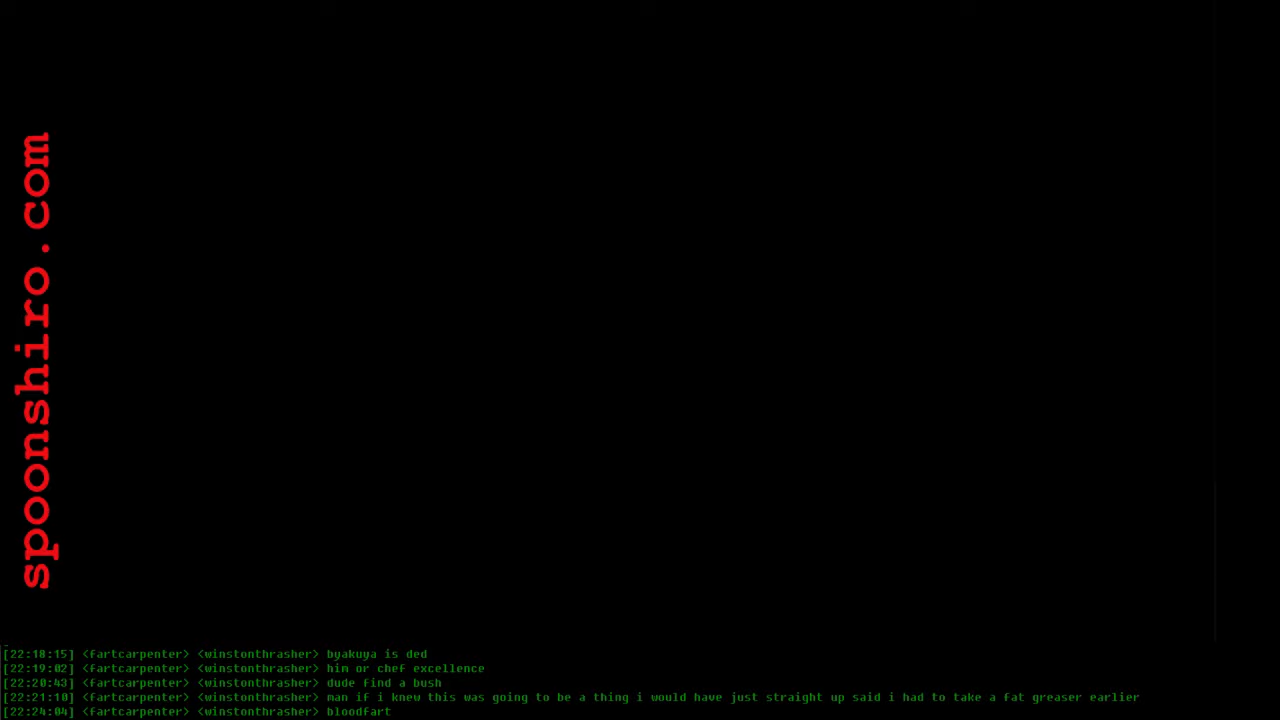 spoonshiro.com
[22:18:15] <fartcarpenter> <winstonthrasher> byakuya is ded
[22:19:02] <fartcarpenter> <winstonthrasher> him or chef excellence
[22:20:43] <fartcarpenter> <winstonthrasher> dude find a bush
[22:21:10] <fartcarpenter> <winstonthrasher> man if i knew this was going to be a thing i would have just straight up said i had to take a fat greaser earlier
[22:24:04] <fartcarpenter> <winstonthrasher> bloodfart